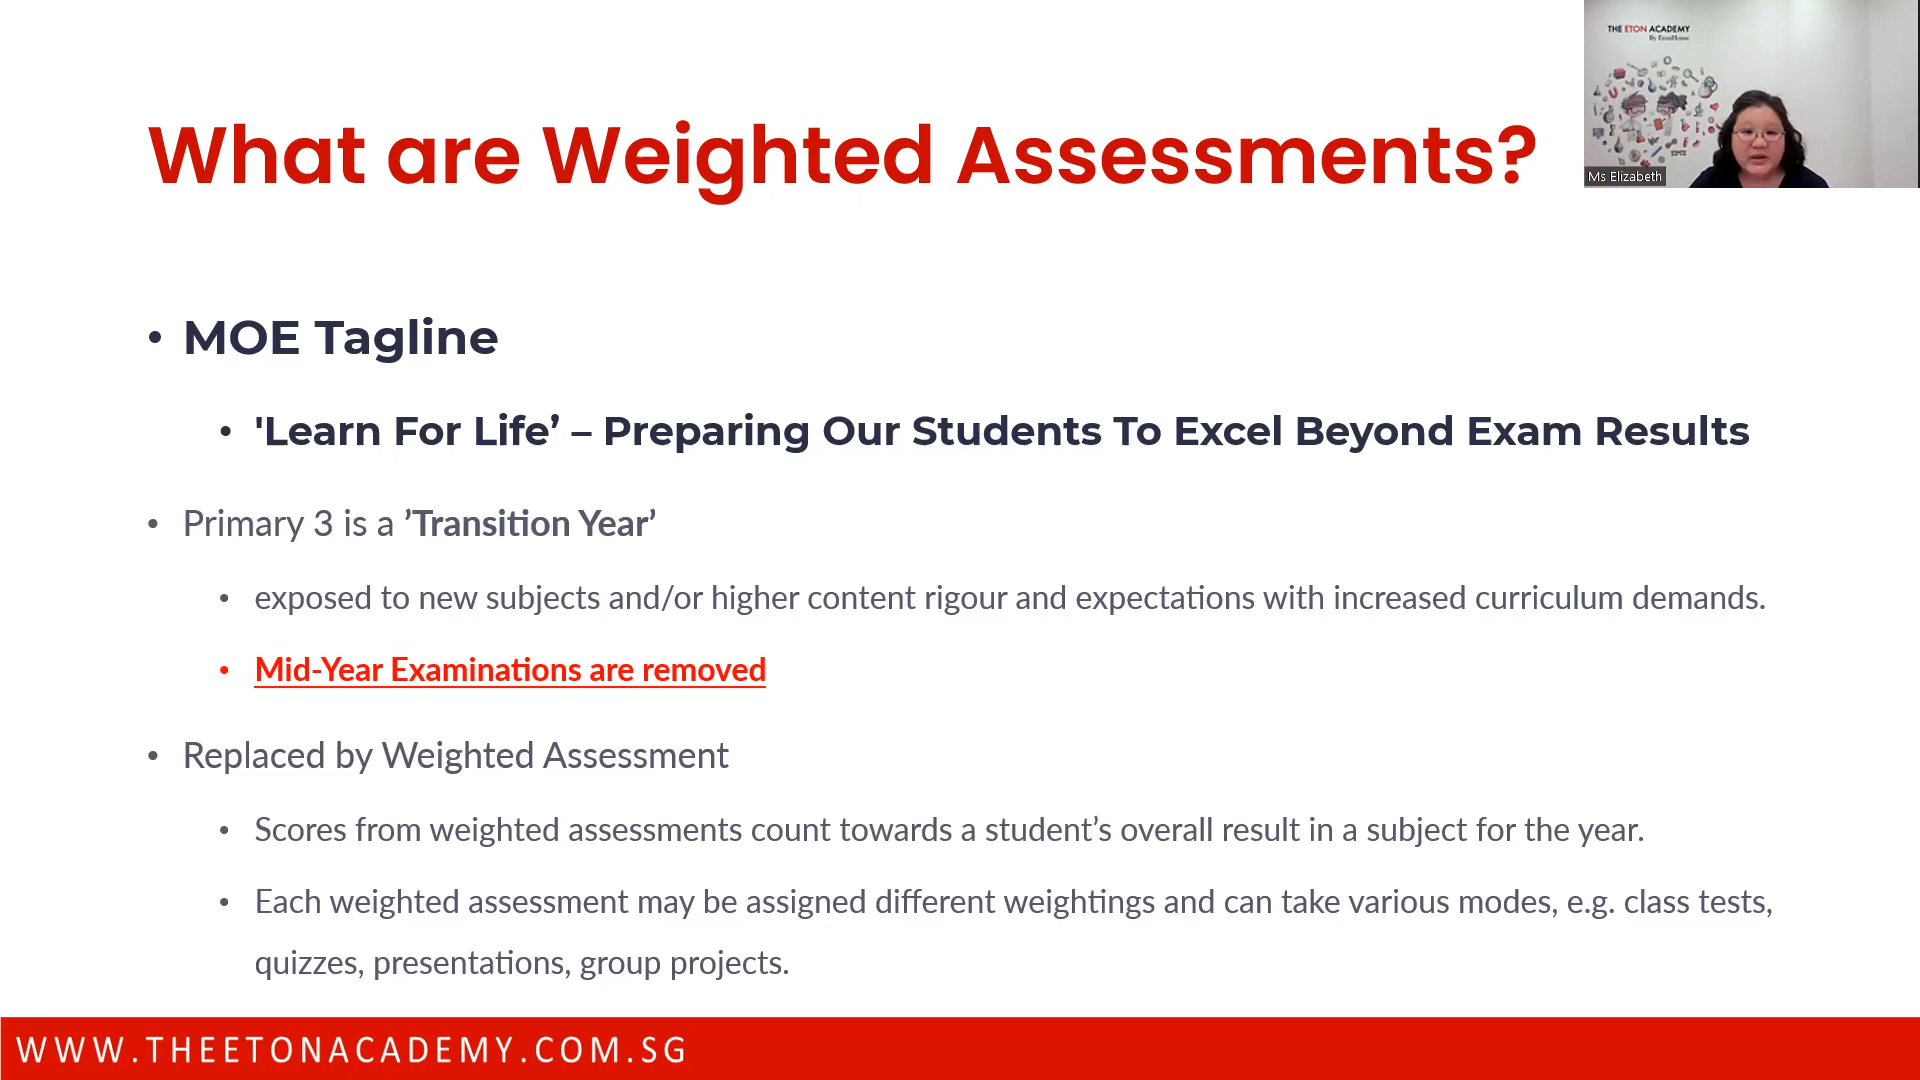 THE ETON ACADEMY
By EtonHouse
Ms Elizabeth
What are Weighted Assessments?
• MOE Tagline
• 'Learn For Life’ – Preparing Our Students To Excel Beyond Exam Results
• Primary 3 is a ’Transition Year’
• exposed to new subjects and/or higher content rigour and expectations with increased curriculum demands.
• Mid-Year Examinations are removed
• Replaced by Weighted Assessment
• Scores from weighted assessments count towards a student’s overall result in a subject for the year.
• Each weighted assessment may be assigned different weightings and can take various modes, e.g. class tests,
quizzes, presentations, group projects.
WWW.THEETONACADEMY.COM.SG